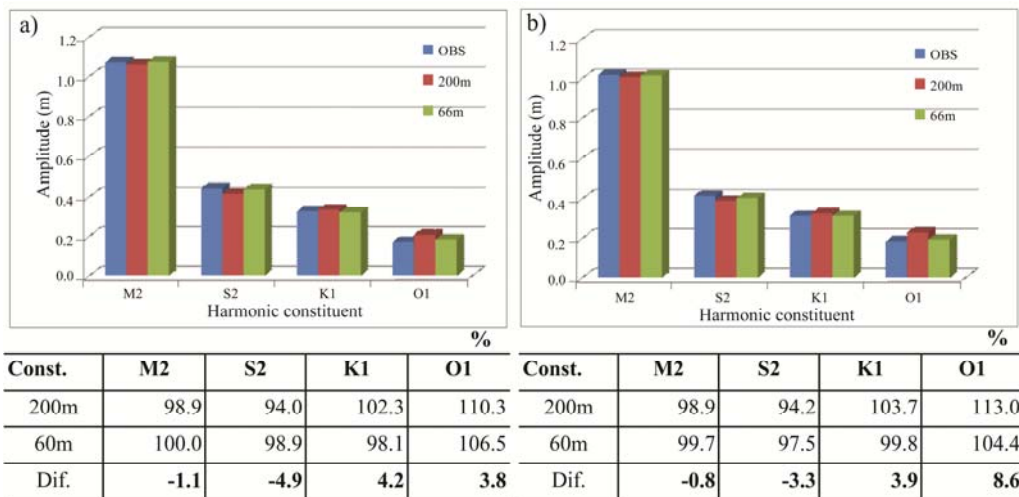 a)
1.2
1.0
0.8
0.6
0.4
0.2
0.0
Amplitude (m)
OBS
200m
66m
M2 S2 K1 O1
Harmonic constituent
%
Const. M2 S2 K1 O1
200m 98.9 94.0 102.3 110.3
60m 100.0 98.9 98.1 106.5
Dif. -1.1 -4.9 4.2 3.8
b)
1.2
1.0
0.8
0.6
0.4
0.2
0.0
Amplitude (m)
OBS
200m
66m
M2 S2 K1 O1
Harmonic constituent
%
Const. M2 S2 K1 O1
200m 98.9 94.2 103.7 113.0
60m 99.7 97.5 99.8 104.4
Dif. -0.8 -3.3 3.9 8.6